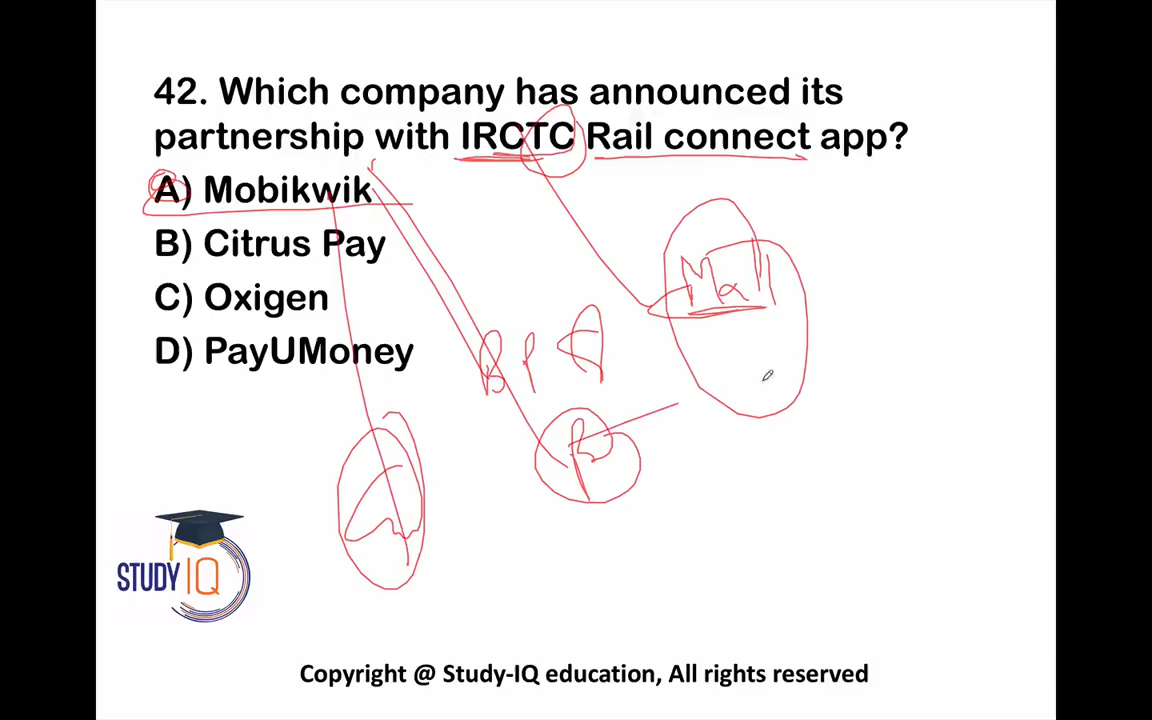 42. Which company has announced its
partnership with IRCTC Rail connect app?
A) Mobikwik
B) Citrus Pay
C) Oxigen
D) PayUMoney
Mall
STUDY IQ
Copyright @ Study-IQ education, All rights reserved